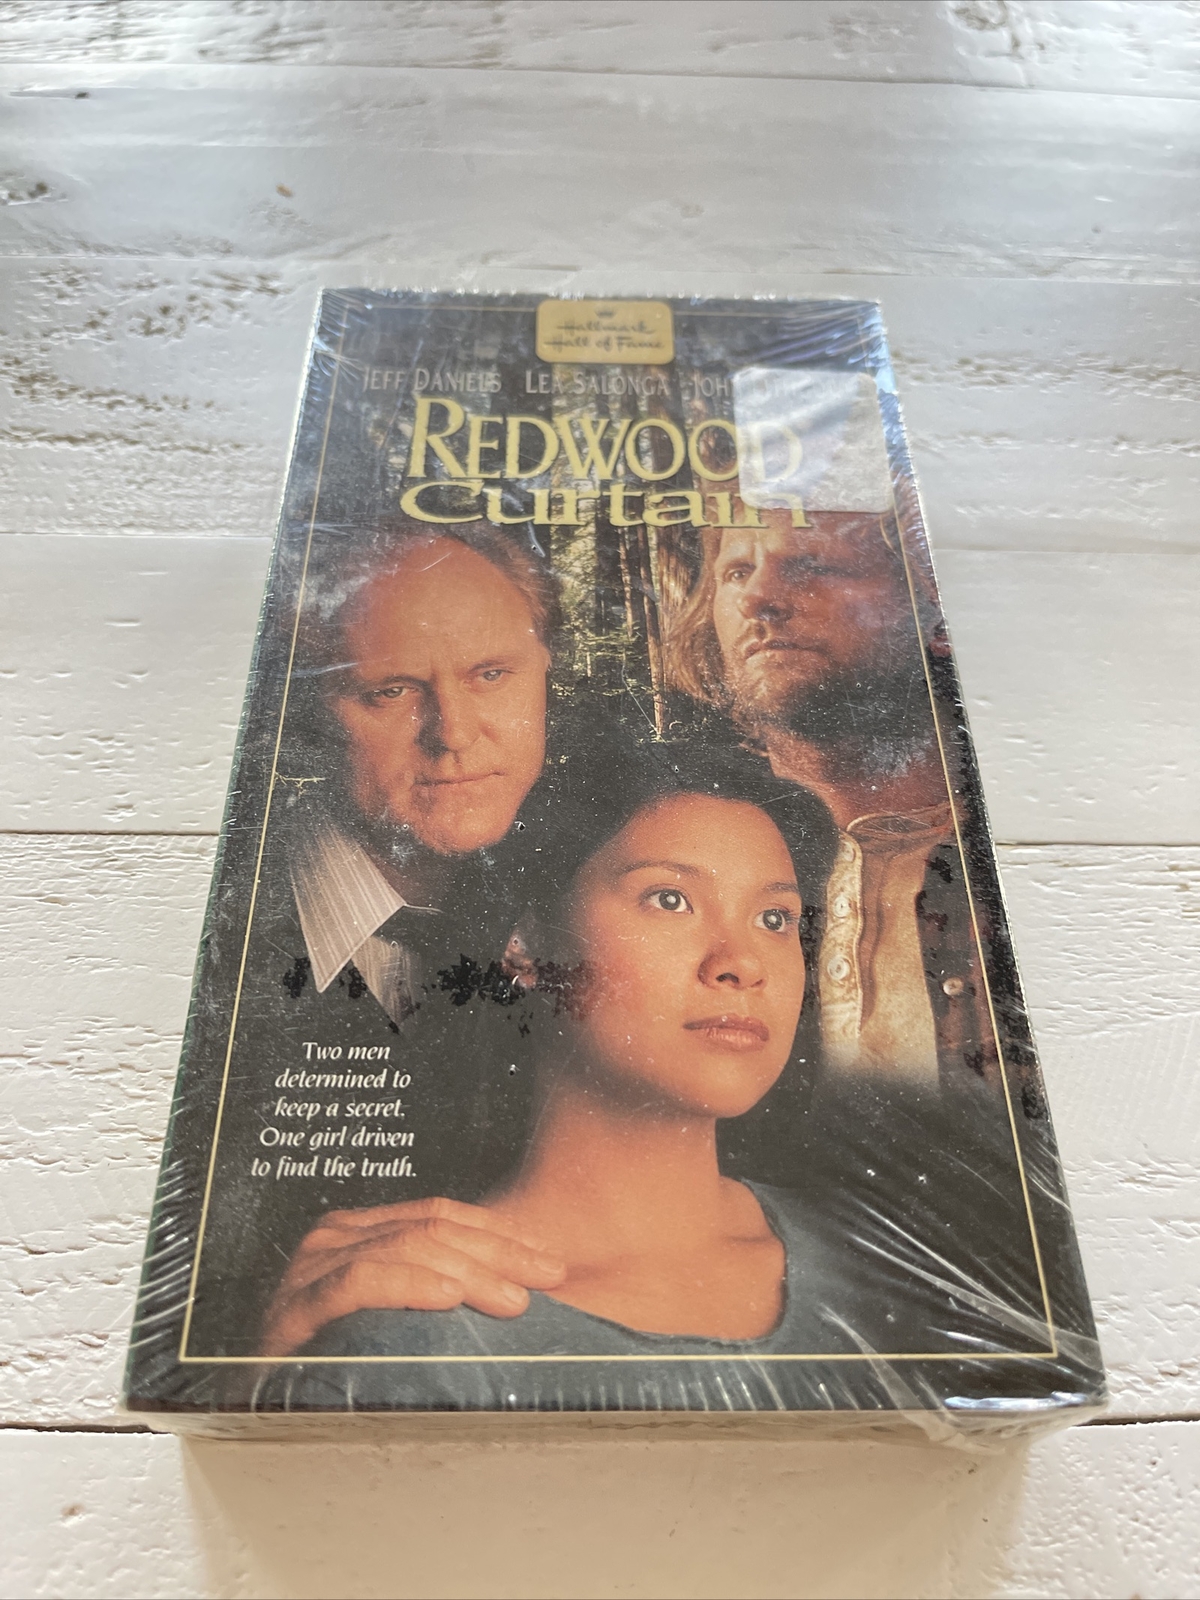 Hallmark
Hall of Fame
JEFF DANIELS LEA SALONGA JOHN
REDWOOD
Curtain
Two men
determined to
keep a secret.
One girl driven
to find the truth.